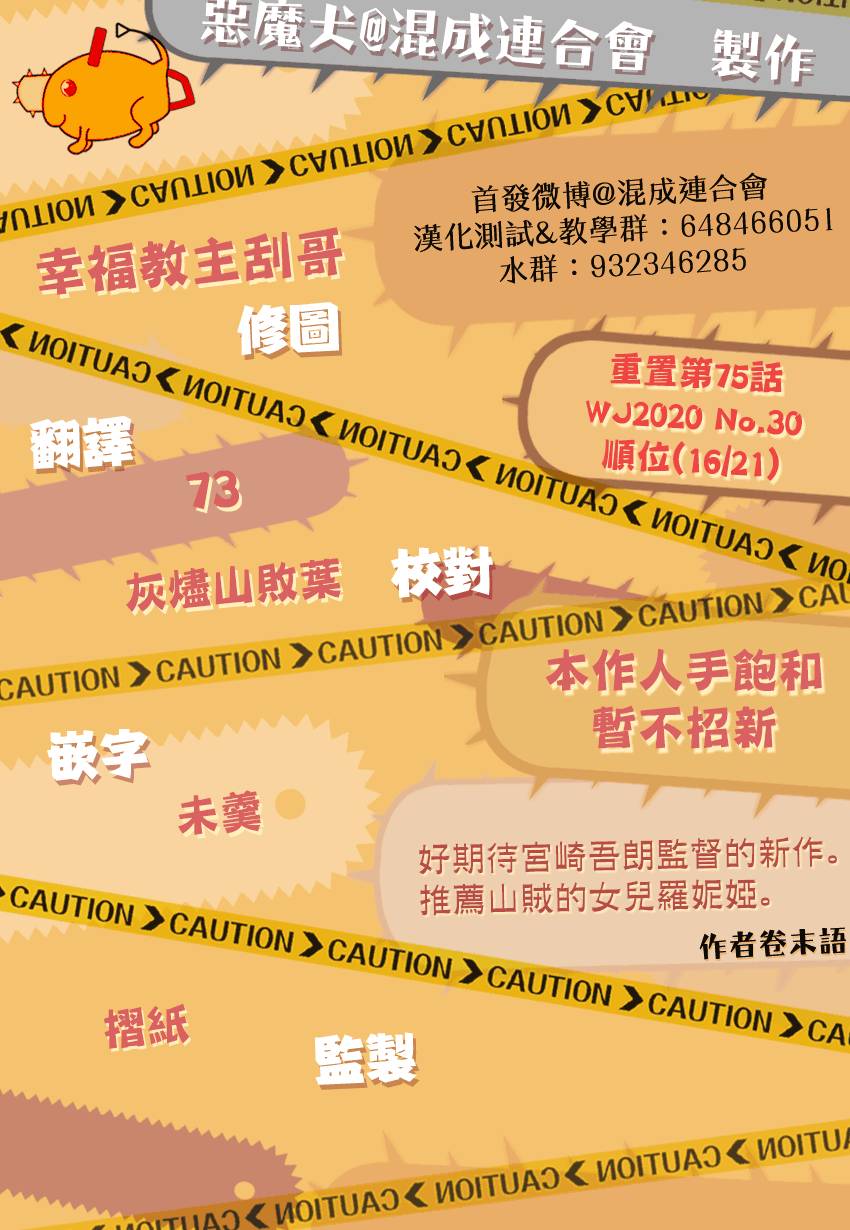 惡魔犬@混成連合會 製作
CAUTION CAUTION CAUTION
首發微博@混成連合會
漢化測試&教學群：648466051
水群：932346285
幸福教主刮哥
修圖
CAUTION CAUTION CAUTION CAUTION CAUTION
重置第75話
WJ2020 No.30
順位(16/21)
翻譯
73
灰燼山敗葉
校對
CAUTION CAUTION CAUTION CAUTION CAUTION
本作人手飽和
暫不招新
嵌字
未羹
好期待宮崎吾朗監督的新作。
推薦山賊的女兒羅妮婭。
作者卷末語
CAUTION CAUTION CAUTION CAUTION CAUTION
摺紙
監製
CAUTION CAUTION CAUTION